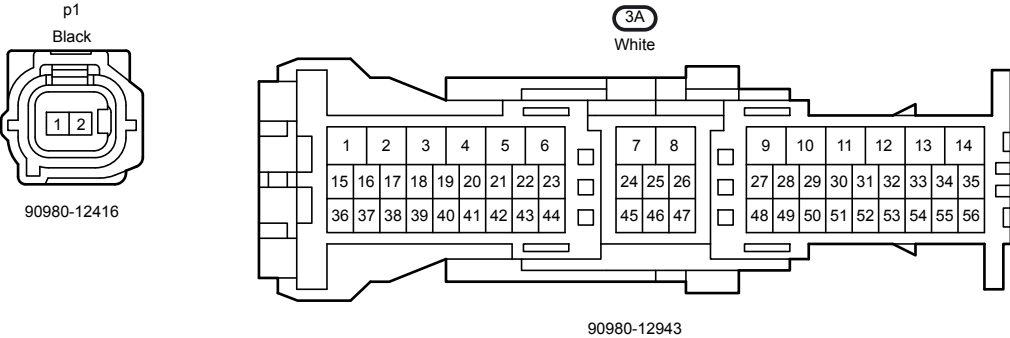 p1
Black
1 2
90980-12416
3A
White
1 2 3 4 5 6 7 8 9 10 11 12 13 14
15 16 17 18 19 20 21 22 23 24 25 26 27 28 29 30 31 32 33 34 35
36 37 38 39 40 41 42 43 44 45 46 47 48 49 50 51 52 53 54 55 56
90980-12943